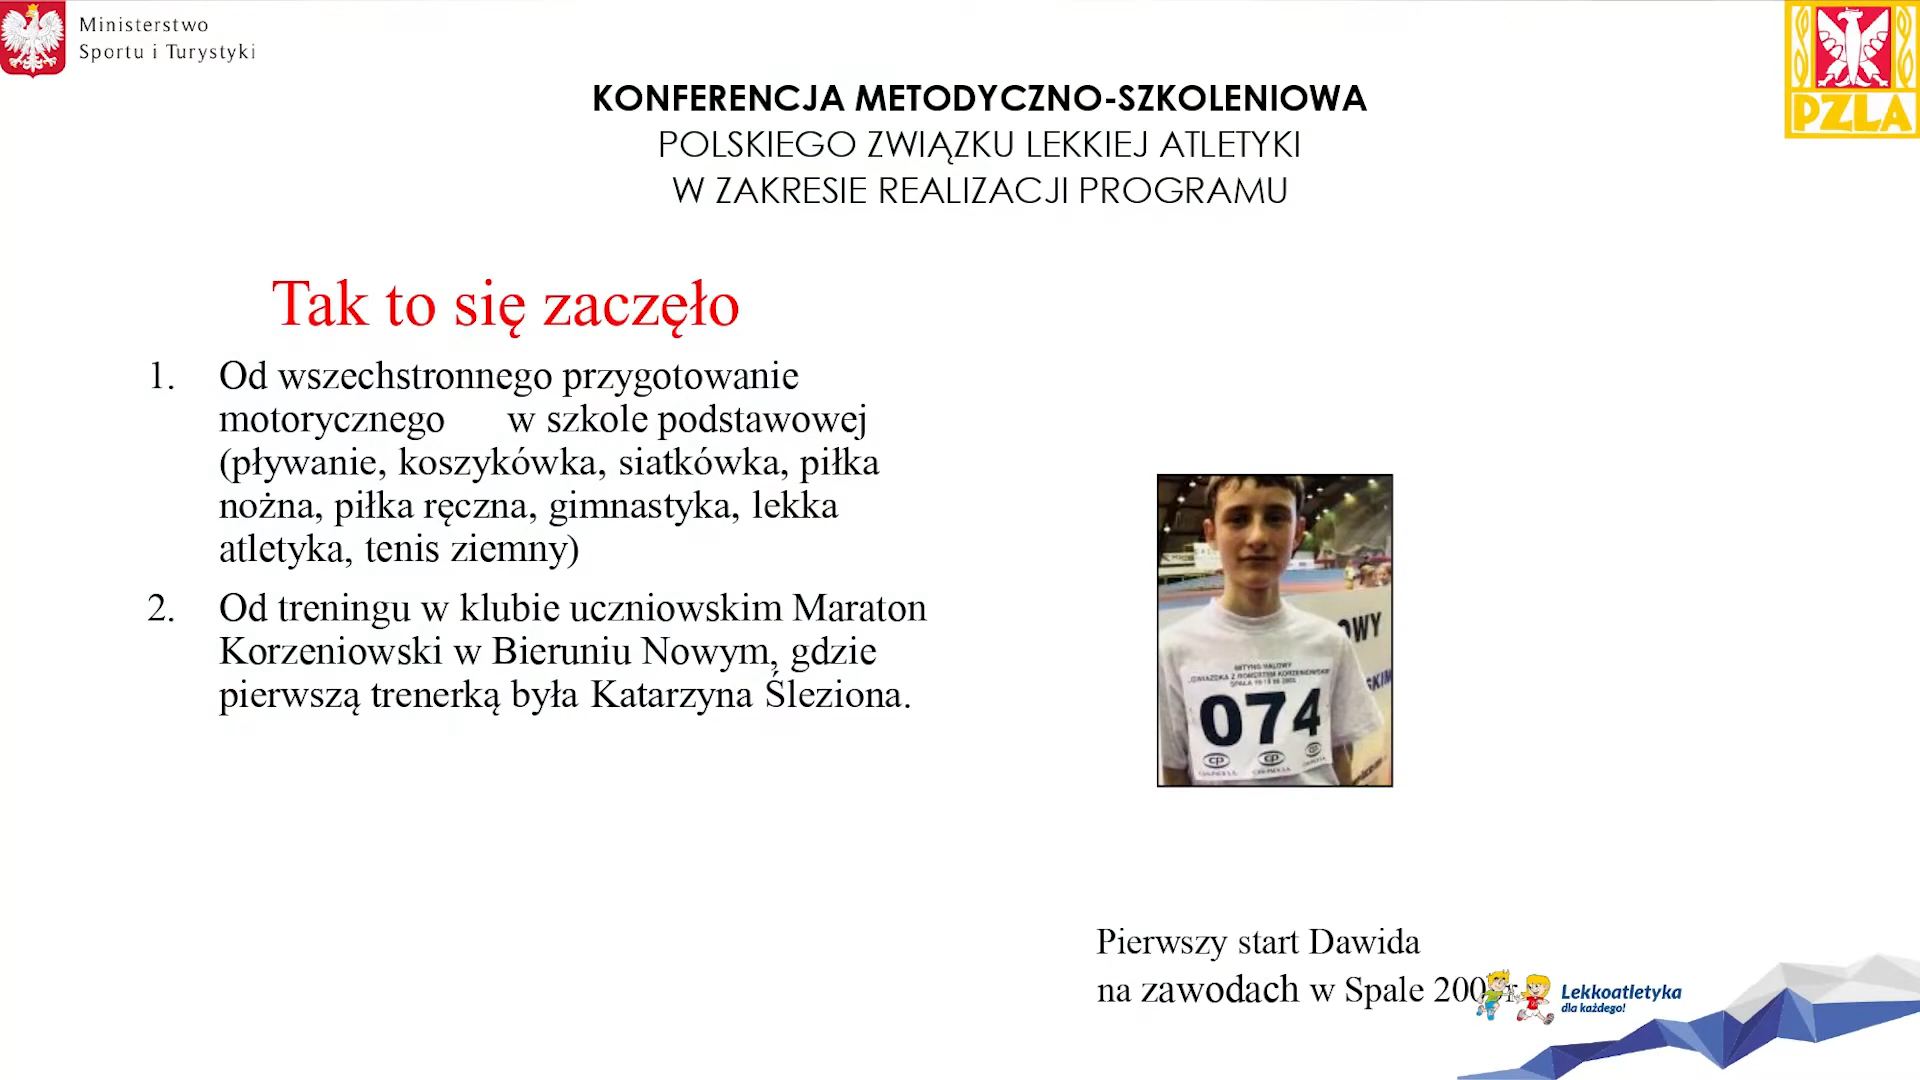 Ministerstwo
Sportu i Turystyki
PZLA
KONFERENCJA METODYCZNO-SZKOLENIOWA
POLSKIEGO ZWIĄZKU LEKKIEJ ATLETYKI
W ZAKRESIE REALIZACJI PROGRAMU
Tak to się zaczęło
1. Od wszechstronnego przygotowanie
motorycznego w szkole podstawowej
(pływanie, koszykówka, siatkówka, piłka
nożna, piłka ręczna, gimnastyka, lekka
atletyka, tenis ziemny)
2. Od treningu w klubie uczniowskim Maraton
Korzeniowski w Bieruniu Nowym, gdzie
pierwszą trenerką była Katarzyna Śleziona.
OWY
MITYNG HALOWY
074
Pierwszy start Dawida
na zawodach w Spale
Lekkoatletyka
dla każdego!